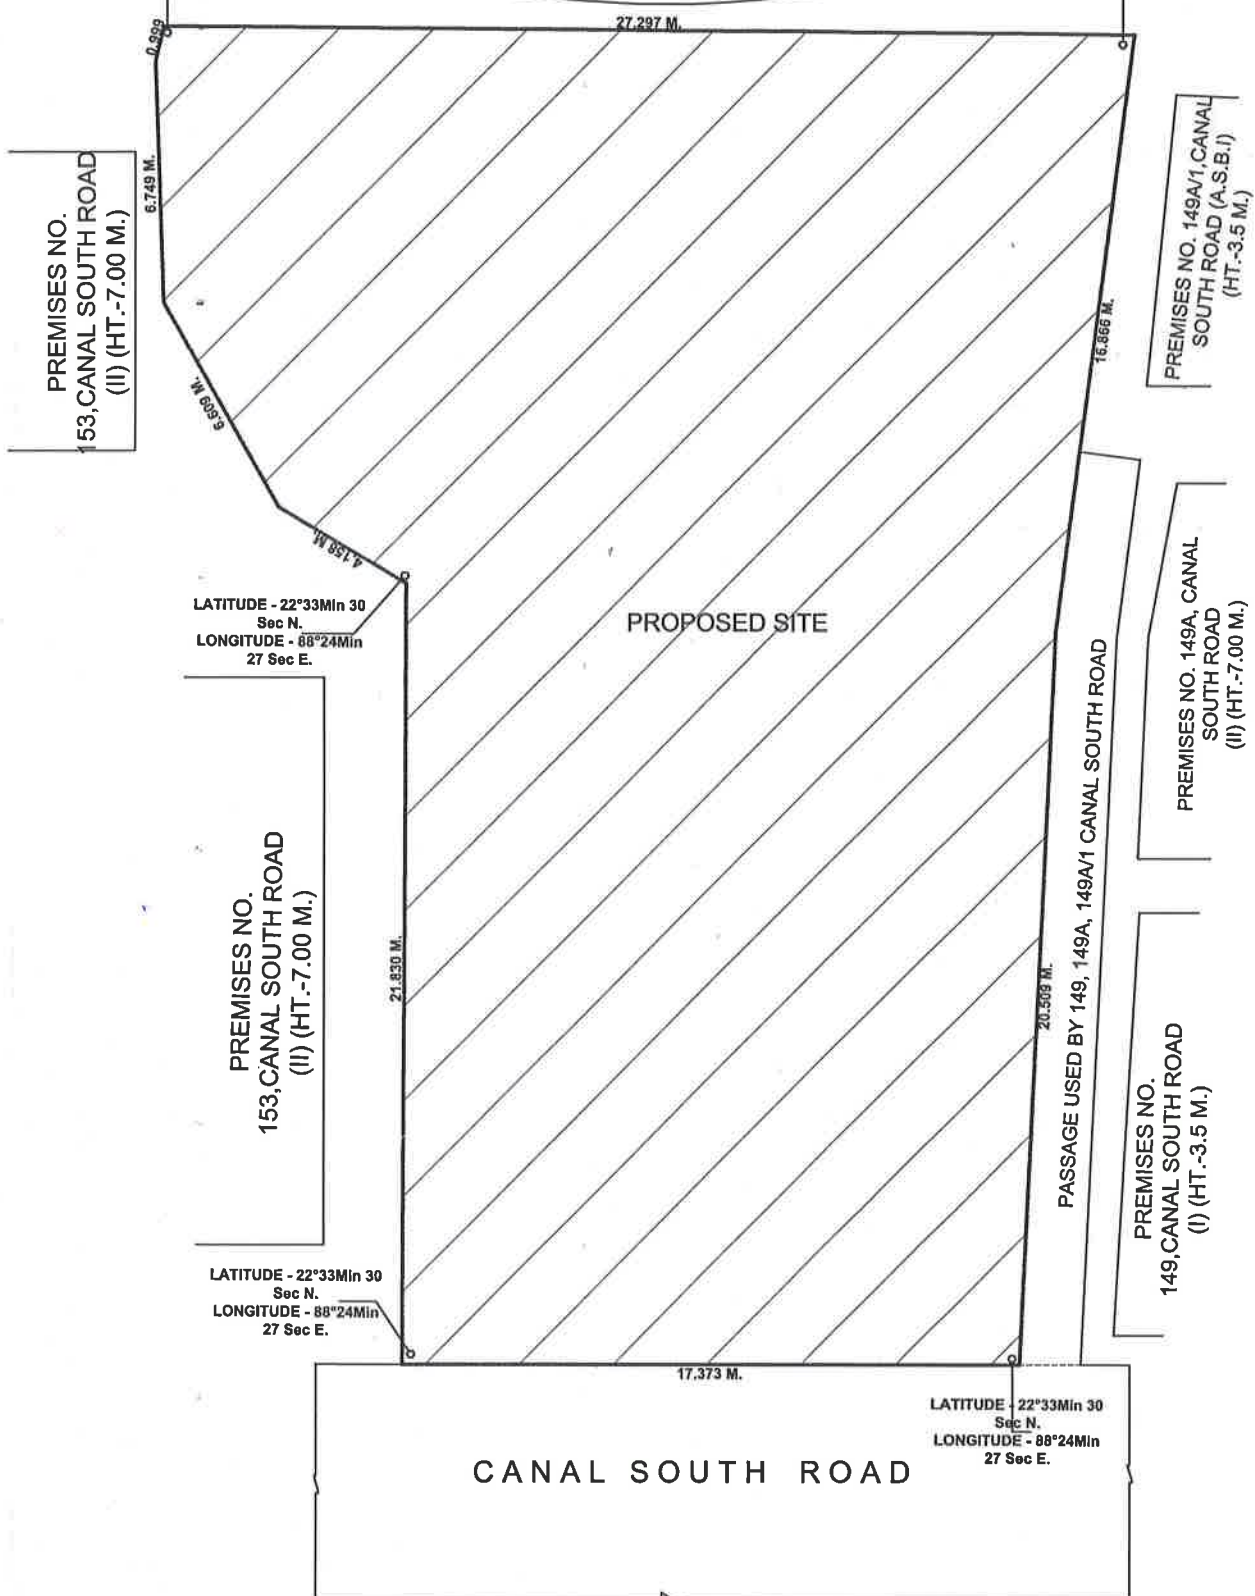 27.297 M.
0.999
6.749 M.
PREMISES NO.
153,CANAL SOUTH ROAD
(II) (HT.-7.00 M.)
PREMISES NO. 149A/1,CANAL
SOUTH ROAD (A.S.B.I)
(HT.-3.5 M.)
16.866 M.
6.609 M.
4.158 M.
LATITUDE - 22°33Min 30
Sec N.
LONGITUDE - 88°24Min
27 Sec E.
PROPOSED SITE
PREMISES NO. 149A, CANAL
SOUTH ROAD
(II) (HT.-7.00 M.)
PASSAGE USED BY 149, 149A, 149A/1 CANAL SOUTH ROAD
PREMISES NO.
153,CANAL SOUTH ROAD
(II) (HT.-7.00 M.)
21.830 M.
20.509 M.
PREMISES NO.
149,CANAL SOUTH ROAD
(I) (HT.-3.5 M.)
LATITUDE - 22°33Min 30
Sec N.
LONGITUDE - 88°24Min
27 Sec E.
17.373 M.
LATITUDE - 22°33Min 30
Sec N.
LONGITUDE - 88°24Min
27 Sec E.
CANAL SOUTH ROAD